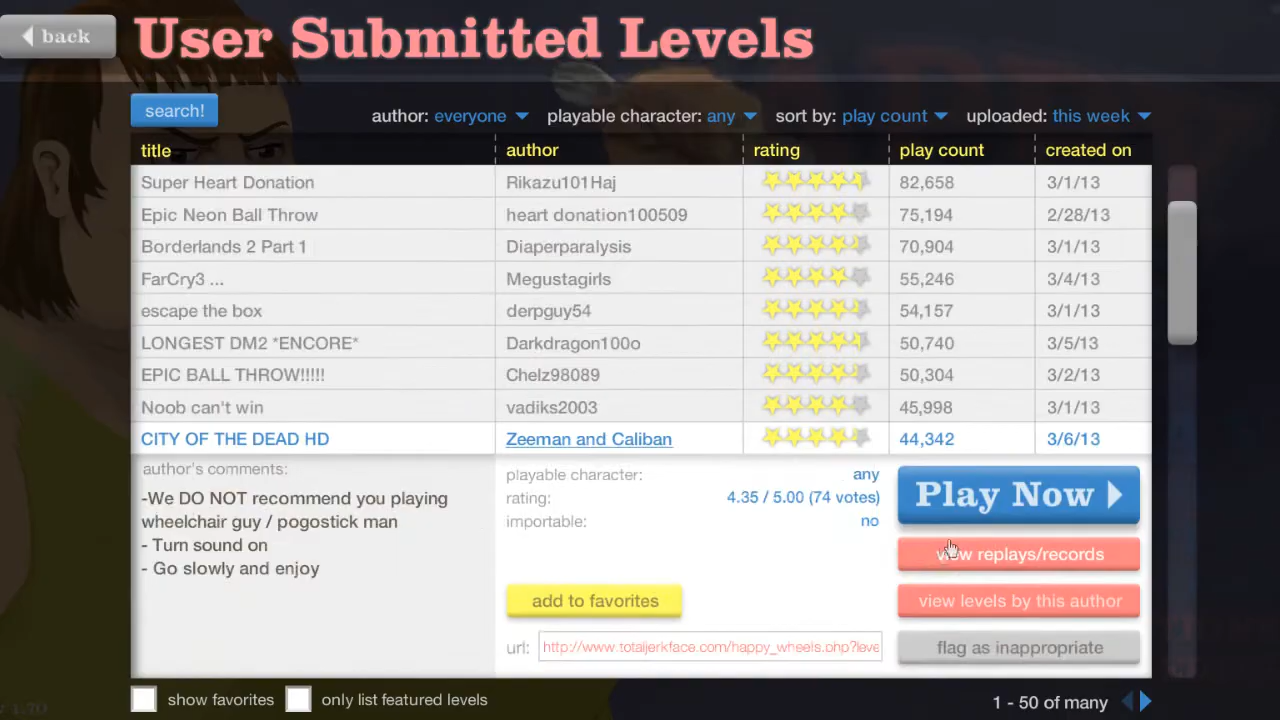 back
User Submitted Levels
search!
author: everyone playable character: any sort by: play count uploaded: this week
title author rating play count created on
Super Heart Donation Rikazu101Haj 82,658 3/1/13
Epic Neon Ball Throw heart donation100509 75,194 2/28/13
Borderlands 2 Part 1 Diaperparalysis 70,904 3/1/13
FarCry3 ... Megustagirls 55,246 3/4/13
escape the box derpguy54 54,157 3/1/13
LONGEST DM2 *ENCORE* Darkdragon100o 50,740 3/5/13
EPIC BALL THROW!!!!! Chelz98089 50,304 3/2/13
Noob can't win vadiks2003 45,998 3/1/13
CITY OF THE DEAD HD Zeeman and Caliban 44,342 3/6/13
author's comments:
-We DO NOT recommend you playing
wheelchair guy / pogostick man
- Turn sound on
- Go slowly and enjoy
playable character: any
rating: 4.35 / 5.00 (74 votes)
importable: no
add to favorites
url: http://www.totaljerkface.com/happy_wheels.php?leve
Play Now
view replays/records
view levels by this author
flag as inappropriate
show favorites only list featured levels
1 - 50 of many
1.70